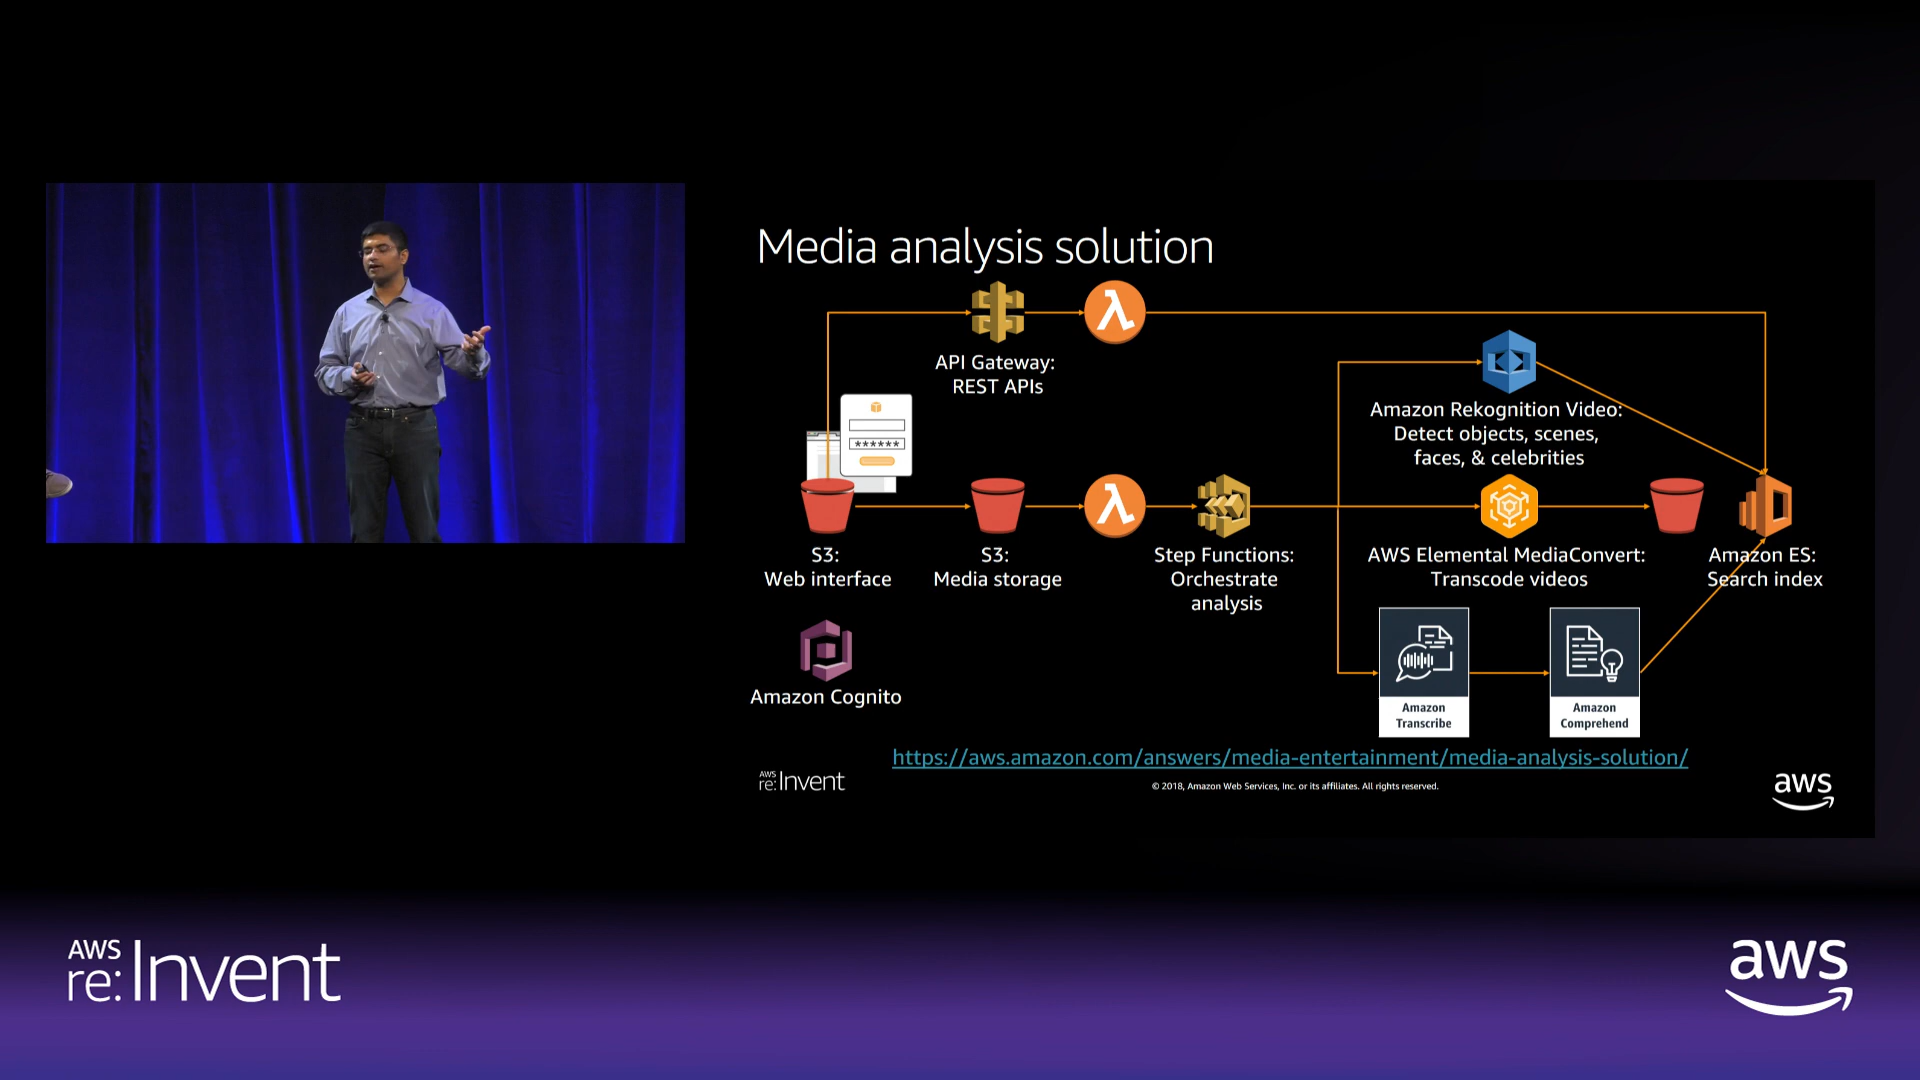 Media analysis solution
API Gateway:
REST APIs
Amazon Rekognition Video:
Detect objects, scenes,
faces, & celebrities
******
S3:
Web interface
S3:
Media storage
Step Functions:
Orchestrate
analysis
AWS Elemental MediaConvert:
Transcode videos
Amazon ES:
Search index
Amazon Cognito
Amazon
Transcribe
Amazon
Comprehend
https://aws.amazon.com/answers/media-entertainment/media-analysis-solution/
AWS
re:Invent
© 2018, Amazon Web Services, Inc. or its affiliates. All rights reserved.
aws
AWS
re:Invent
aws